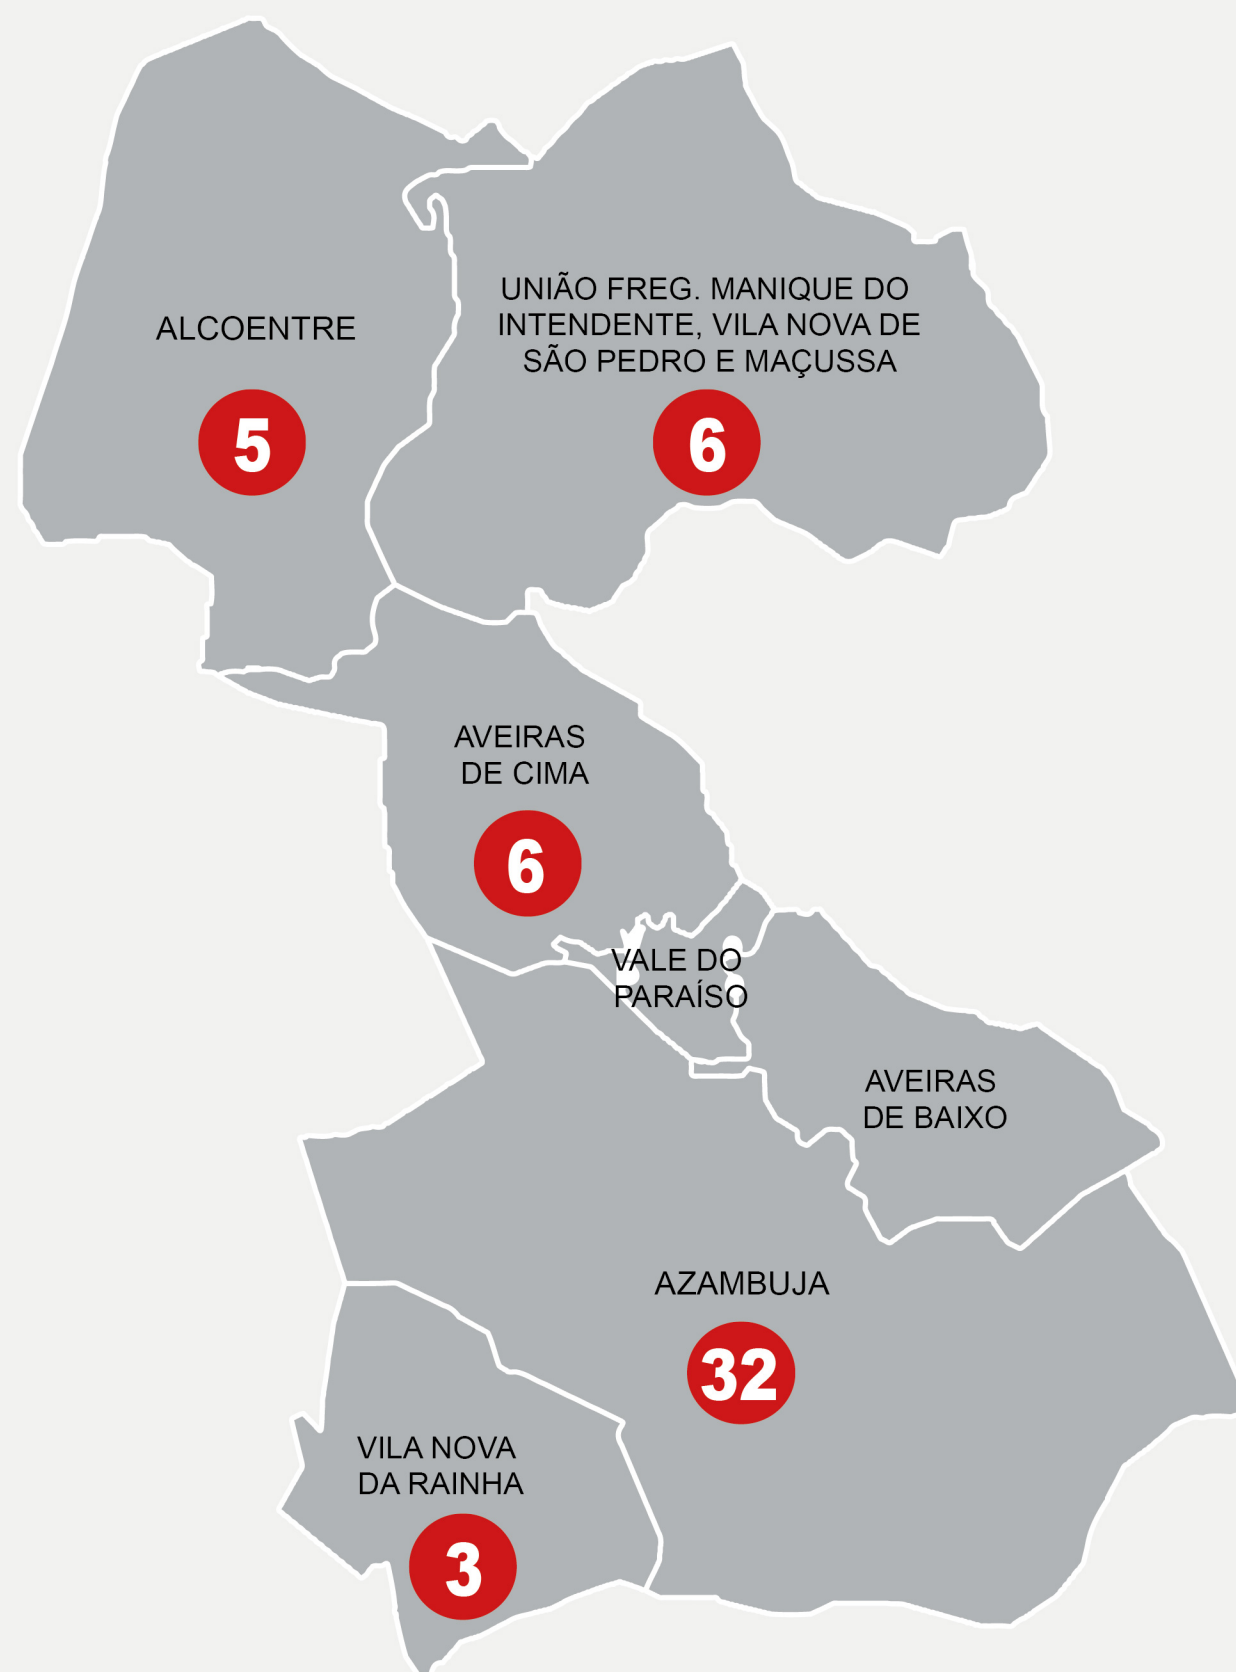 ALCOENTRE
5
UNIÃO FREG. MANIQUE DO
INTENDENTE, VILA NOVA DE
SÃO PEDRO E MAÇUSSA
6
AVEIRAS
DE CIMA
6
VALE DO
PARAÍSO
AVEIRAS
DE BAIXO
AZAMBUJA
32
VILA NOVA
DA RAINHA
3